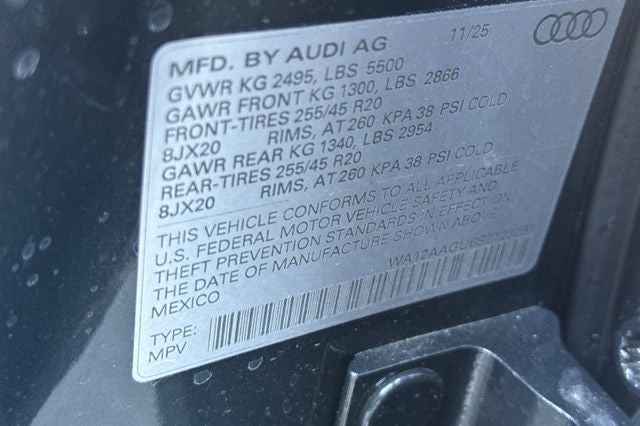 MFD. BY AUDI AG 11/25
GVWR KG 2495, LBS 5500
GAWR FRONT KG 1300, LBS 2866
FRONT-TIRES 255/45 R20
8JX20 RIMS, AT 260 KPA 38 PSI COLD
GAWR REAR KG 1340, LBS 2954
REAR-TIRES 255/45 R20
8JX20 RIMS, AT 260 KPA 38 PSI COLD
THIS VEHICLE CONFORMS TO ALL APPLICABLE
U.S. FEDERAL MOTOR VEHICLE SAFETY AND
THEFT PREVENTION STANDARDS IN EFFECT ON
THE DATE OF MANUFACTURE SHOWN ABOVE
MEXICO
TYPE:
MPV